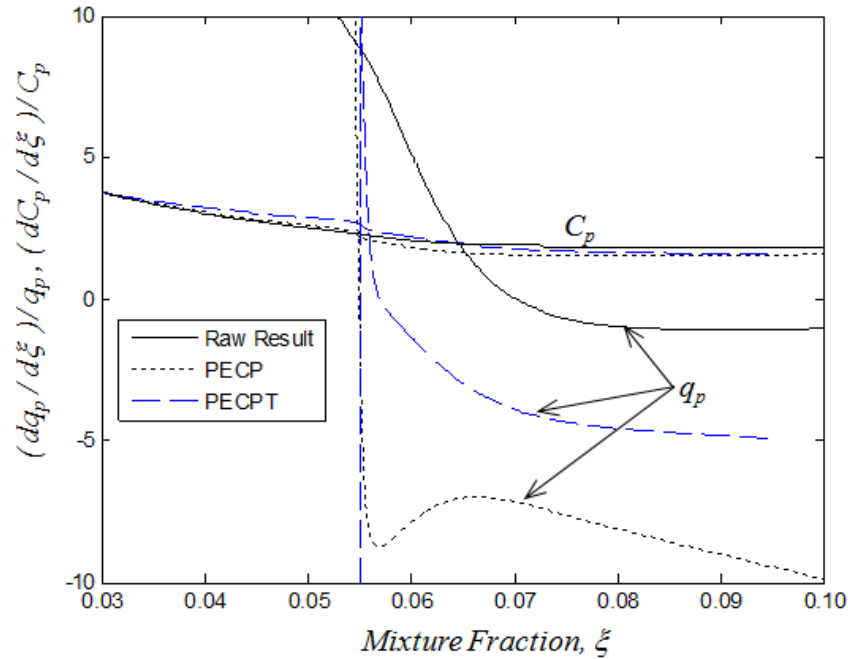 (dq_p/dξ)/q_p, (dC_p/dξ)/C_p
10
5
0
-5
-10
C_p
q_p
Raw Result
PECP
PECPT
0.03 0.04 0.05 0.06 0.07 0.08 0.09 0.10
Mixture Fraction, ξ